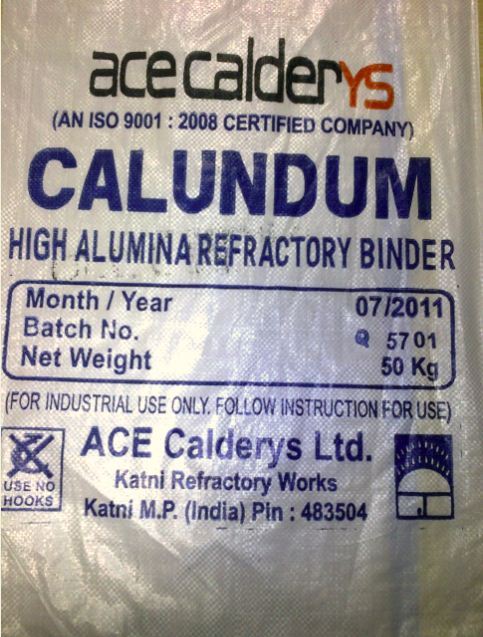 ace calderys
(AN ISO 9001 : 2008 CERTIFIED COMPANY)
CALUNDUM
HIGH ALUMINA REFRACTORY BINDER
Month / Year 07/2011
Batch No. Q 5701
Net Weight 50 Kg
(FOR INDUSTRIAL USE ONLY. FOLLOW INSTRUCTION FOR USE)
ACE Calderys Ltd.
Katni Refractory Works
Katni M.P. (India) Pin : 483504
USE NO
HOOKS